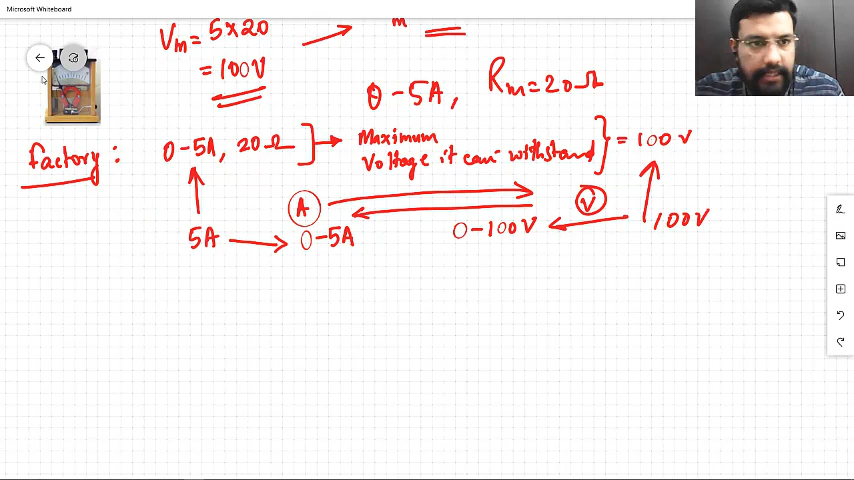 Microsoft Whiteboard
Vm = 5×20
m
= 100V
0-5A, Rm = 20Ω
Factory : 0-5A, 20Ω Maximum Voltage it can withstand = 100V
A V
5A 0-5A 0-100V 100V